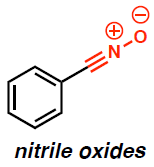 ⊕ ⊖
N O
nitrile oxides